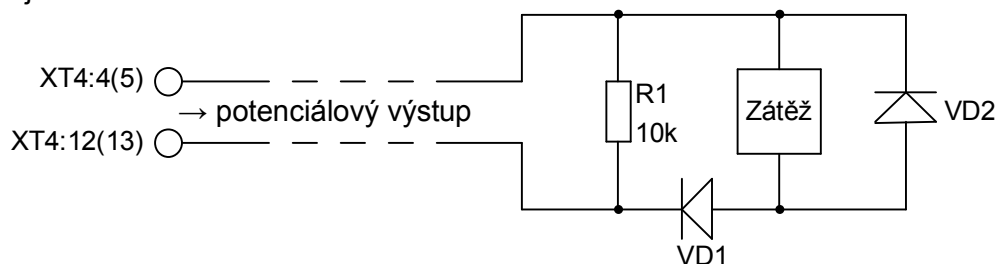 XT4:4(5)
→ potenciálový výstup
XT4:12(13)
R1
10k
Zátěž
VD2
VD1